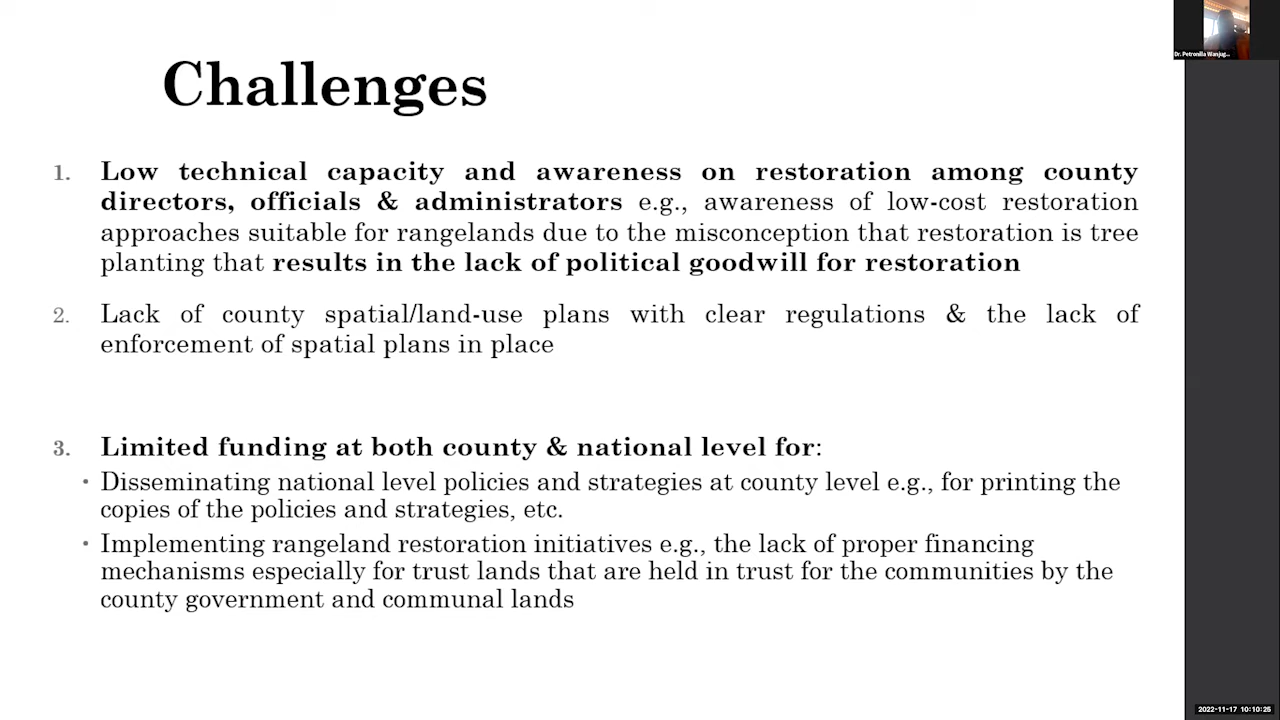 Dr. Petronilla Wanjug...
Challenges
1. Low technical capacity and awareness on restoration among county
directors, officials & administrators e.g., awareness of low-cost restoration
approaches suitable for rangelands due to the misconception that restoration is tree
planting that results in the lack of political goodwill for restoration
2. Lack of county spatial/land-use plans with clear regulations & the lack of
enforcement of spatial plans in place
3. Limited funding at both county & national level for:
• Disseminating national level policies and strategies at county level e.g., for printing the
copies of the policies and strategies, etc.
• Implementing rangeland restoration initiatives e.g., the lack of proper financing
mechanisms especially for trust lands that are held in trust for the communities by the
county government and communal lands
2022-11-17 10:10:25